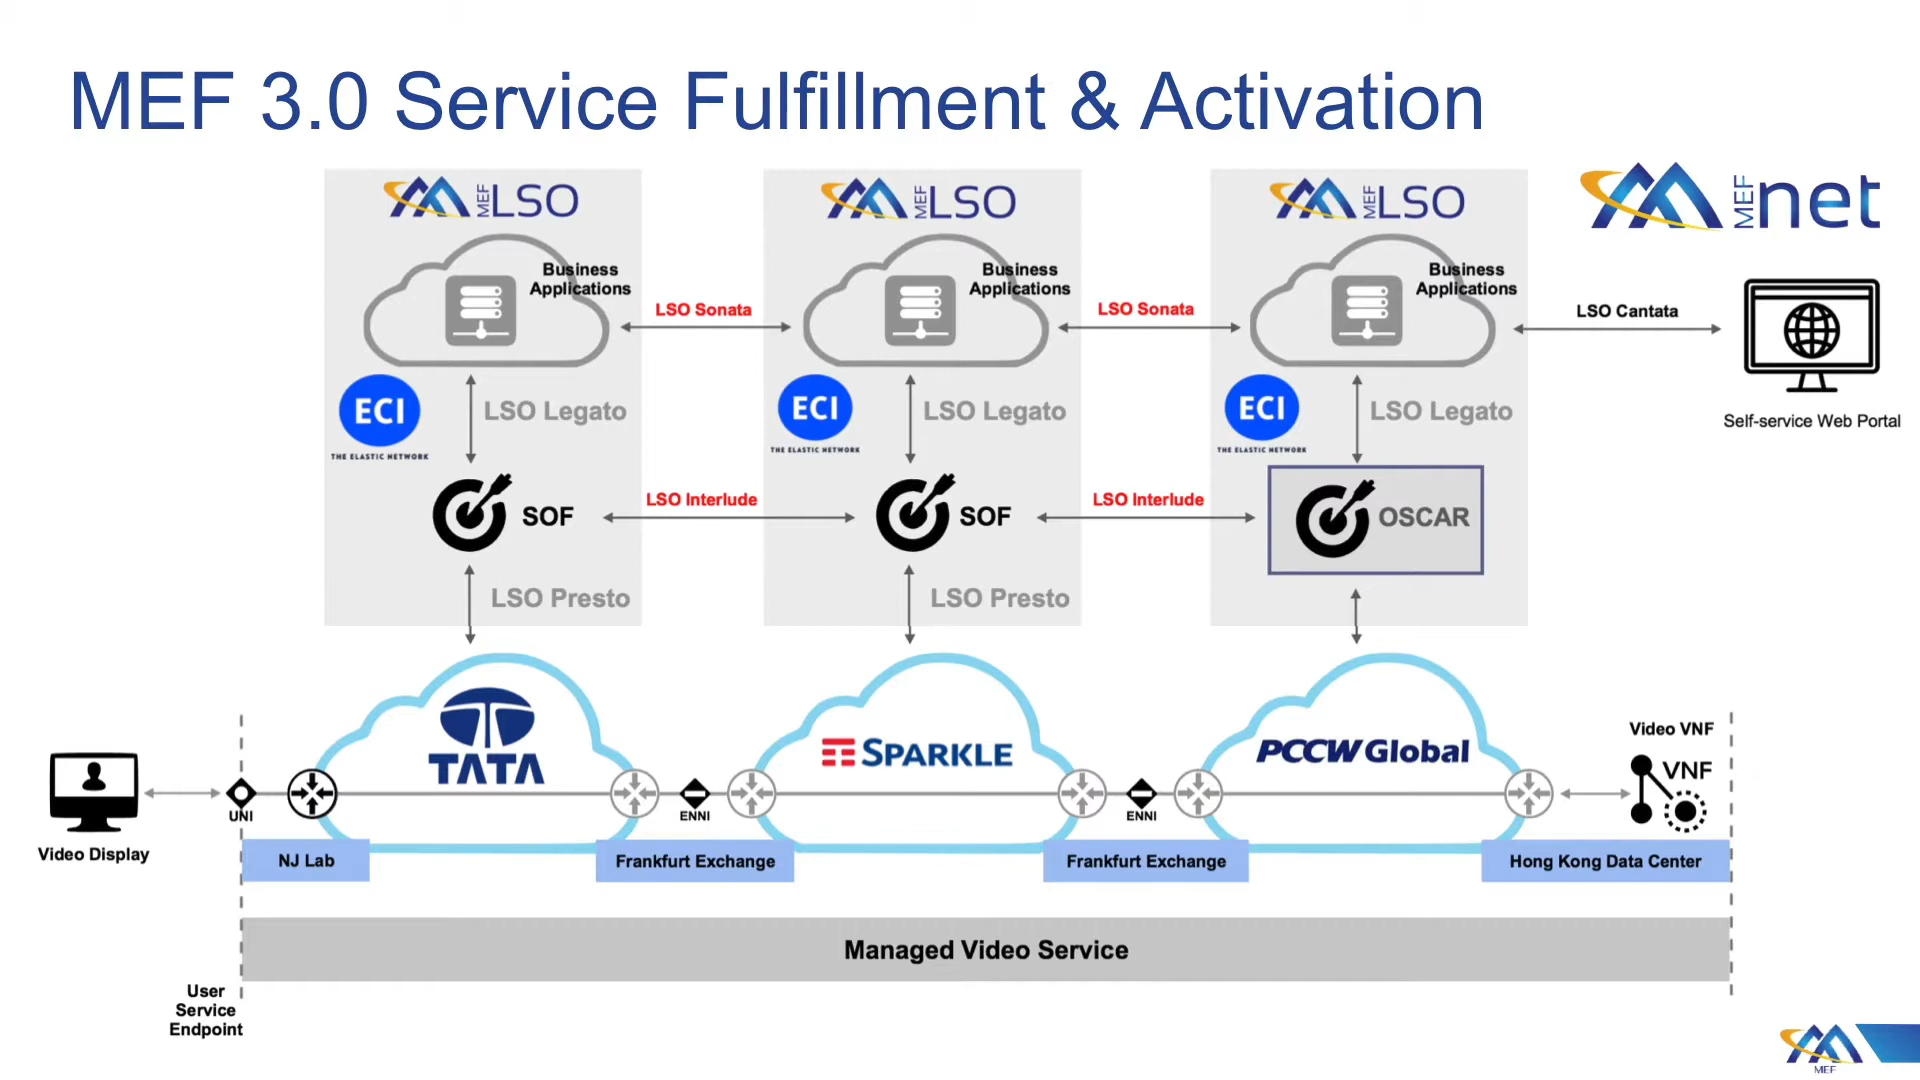 MEF 3.0 Service Fulfillment & Activation
MEF LSO
MEF LSO
MEF LSO
MEF net
Business
Applications
Business
Applications
Business
Applications
LSO Sonata
LSO Sonata
LSO Cantata
Self-service Web Portal
ECI
THE ELASTIC NETWORK
LSO Legato
ECI
THE ELASTIC NETWORK
LSO Legato
ECI
THE ELASTIC NETWORK
LSO Legato
SOF
LSO Interlude
SOF
LSO Interlude
OSCAR
LSO Presto
LSO Presto
TATA
SPARKLE
PCCW Global
Video VNF
VNF
UNI
ENNI
ENNI
Video Display
NJ Lab
Frankfurt Exchange
Frankfurt Exchange
Hong Kong Data Center
Managed Video Service
User
Service
Endpoint
MEF